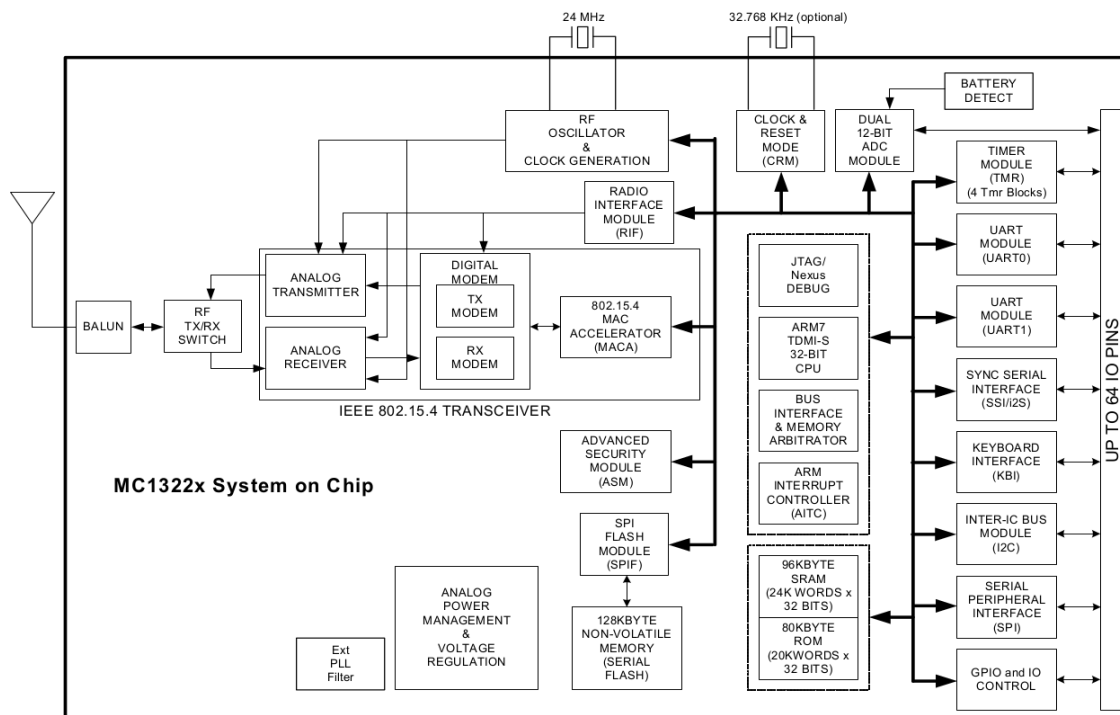 24 MHz
32.768 KHz (optional)
BATTERY
DETECT
RF
OSCILLATOR
&
CLOCK GENERATION
CLOCK &
RESET
MODE
(CRM)
DUAL
12-BIT
ADC
MODULE
TIMER
MODULE
(TMR)
(4 Tmr Blocks)
RADIO
INTERFACE
MODULE
(RIF)
UART
MODULE
(UART0)
ANALOG
TRANSMITTER
DIGITAL
MODEM
TX
MODEM
RX
MODEM
JTAG/
Nexus
DEBUG
BALUN
RF
TX/RX
SWITCH
ANALOG
RECEIVER
802.15.4
MAC
ACCELERATOR
(MACA)
ARM7
TDMI-S
32-BIT
CPU
UART
MODULE
(UART1)
IEEE 802.15.4 TRANSCEIVER
BUS
INTERFACE
& MEMORY
ARBITRATOR
SYNC SERIAL
INTERFACE
(SSI/i2S)
UP TO 64 IO PINS
MC1322x System on Chip
ADVANCED
SECURITY
MODULE
(ASM)
ARM
INTERRUPT
CONTROLLER
(AITC)
KEYBOARD
INTERFACE
(KBI)
SPI
FLASH
MODULE
(SPIF)
INTER-IC BUS
MODULE
(I2C)
ANALOG
POWER
MANAGEMENT
&
VOLTAGE
REGULATION
96KBYTE
SRAM
(24K WORDS x
32 BITS)
SERIAL
PERIPHERAL
INTERFACE
(SPI)
Ext
PLL
Filter
128KBYTE
NON-VOLATILE
MEMORY
(SERIAL
FLASH)
80KBYTE
ROM
(20KWORDS x
32 BITS)
GPIO and IO
CONTROL